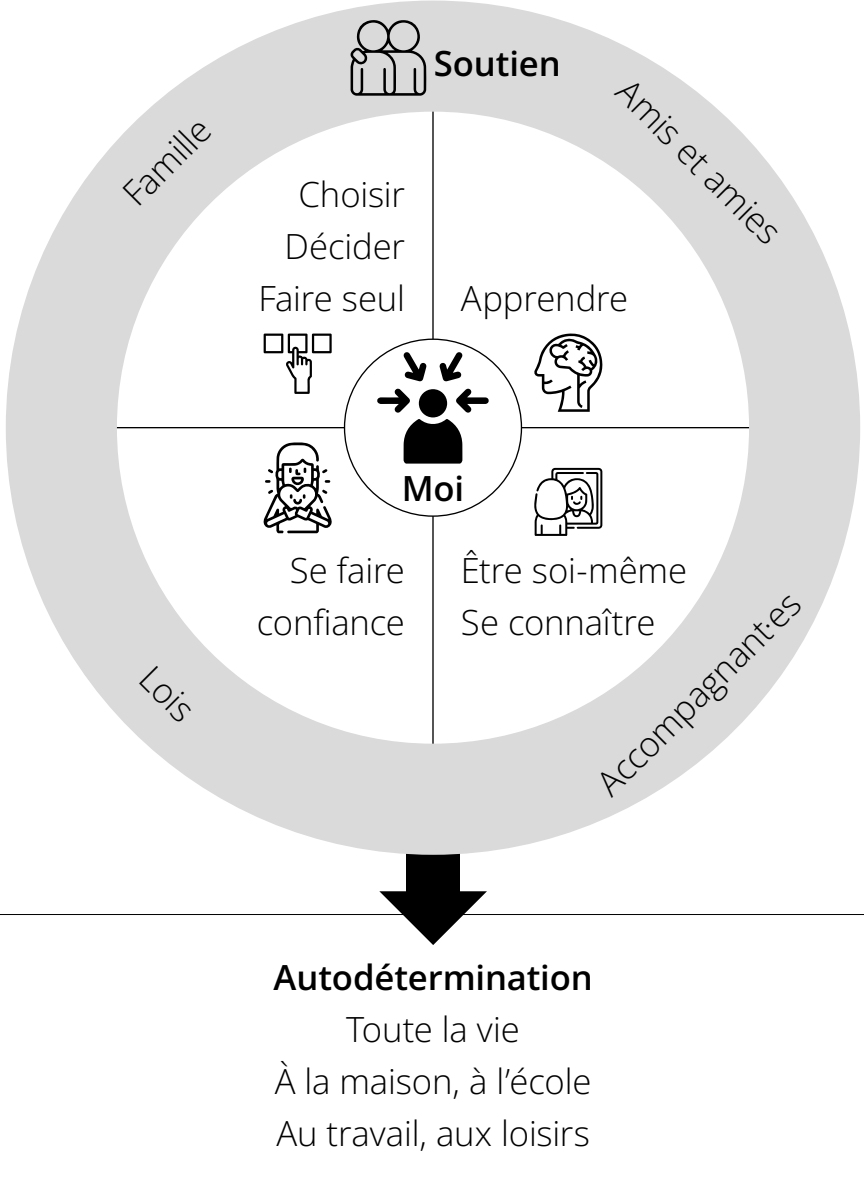 Soutien
Famille
Amis et amies
Choisir
Décider
Faire seul
Apprendre
Moi
Se faire
confiance
Être soi-même
Se connaître
Lois
Accompagnant·es
Autodétermination
Toute la vie
À la maison, à l’école
Au travail, aux loisirs